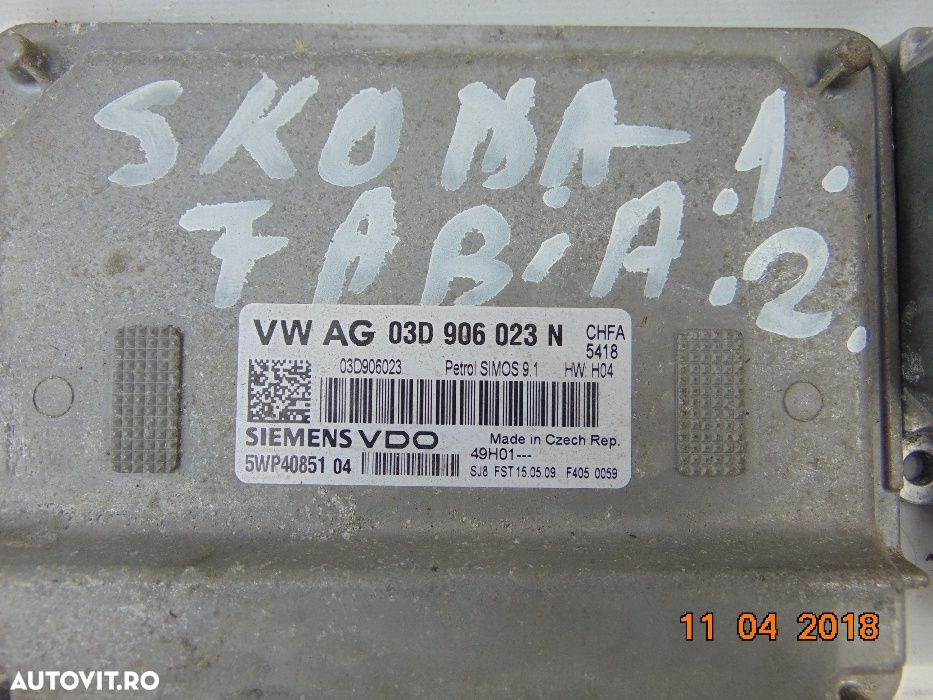 SKODA 1.
FABiA. 2.
VW AG 03D 906 023 N CHFA
5418
03D906023 Petrol SIMOS 9.1 HW: H04
SIEMENS VDO Made in Czech Rep.
5WP40851 04 49H01---
SJ8 FST 15.05.09 F405 0059
11 04 2018
AUTOVIT.RO